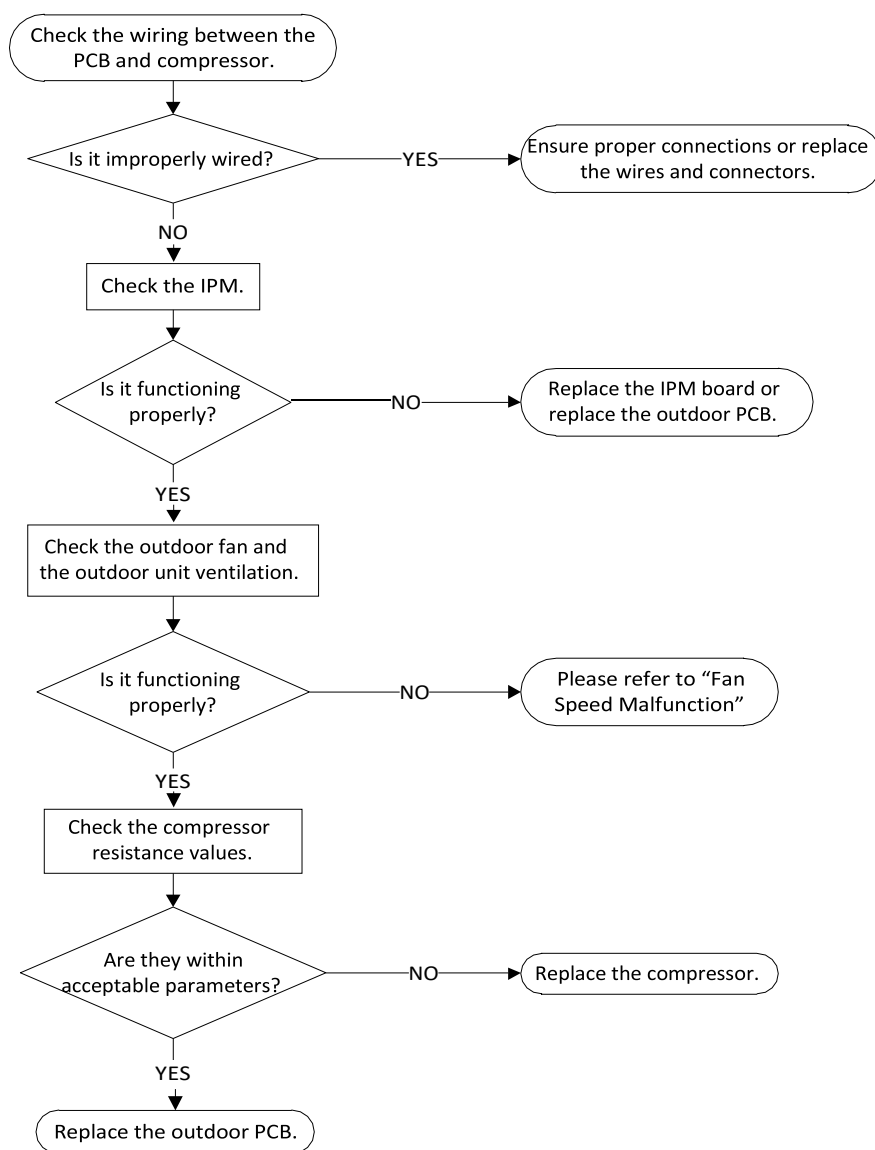 Check the wiring between the
PCB and compressor.
Is it improperly wired?
YES
Ensure proper connections or replace
the wires and connectors.
NO
Check the IPM.
Is it functioning
properly?
NO
Replace the IPM board or
replace the outdoor PCB.
YES
Check the outdoor fan and
the outdoor unit ventilation.
Is it functioning
properly?
NO
Please refer to “Fan
Speed Malfunction”
YES
Check the compressor
resistance values.
Are they within
acceptable parameters?
NO
Replace the compressor.
YES
Replace the outdoor PCB.